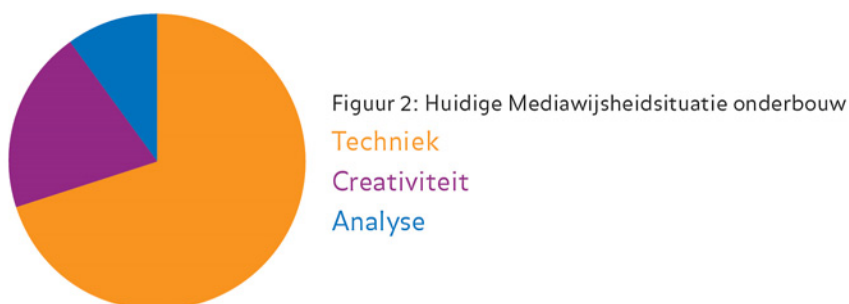 Figuur 2: Huidige Mediawijsheidsituatie onderbouw
Techniek
Creativiteit
Analyse